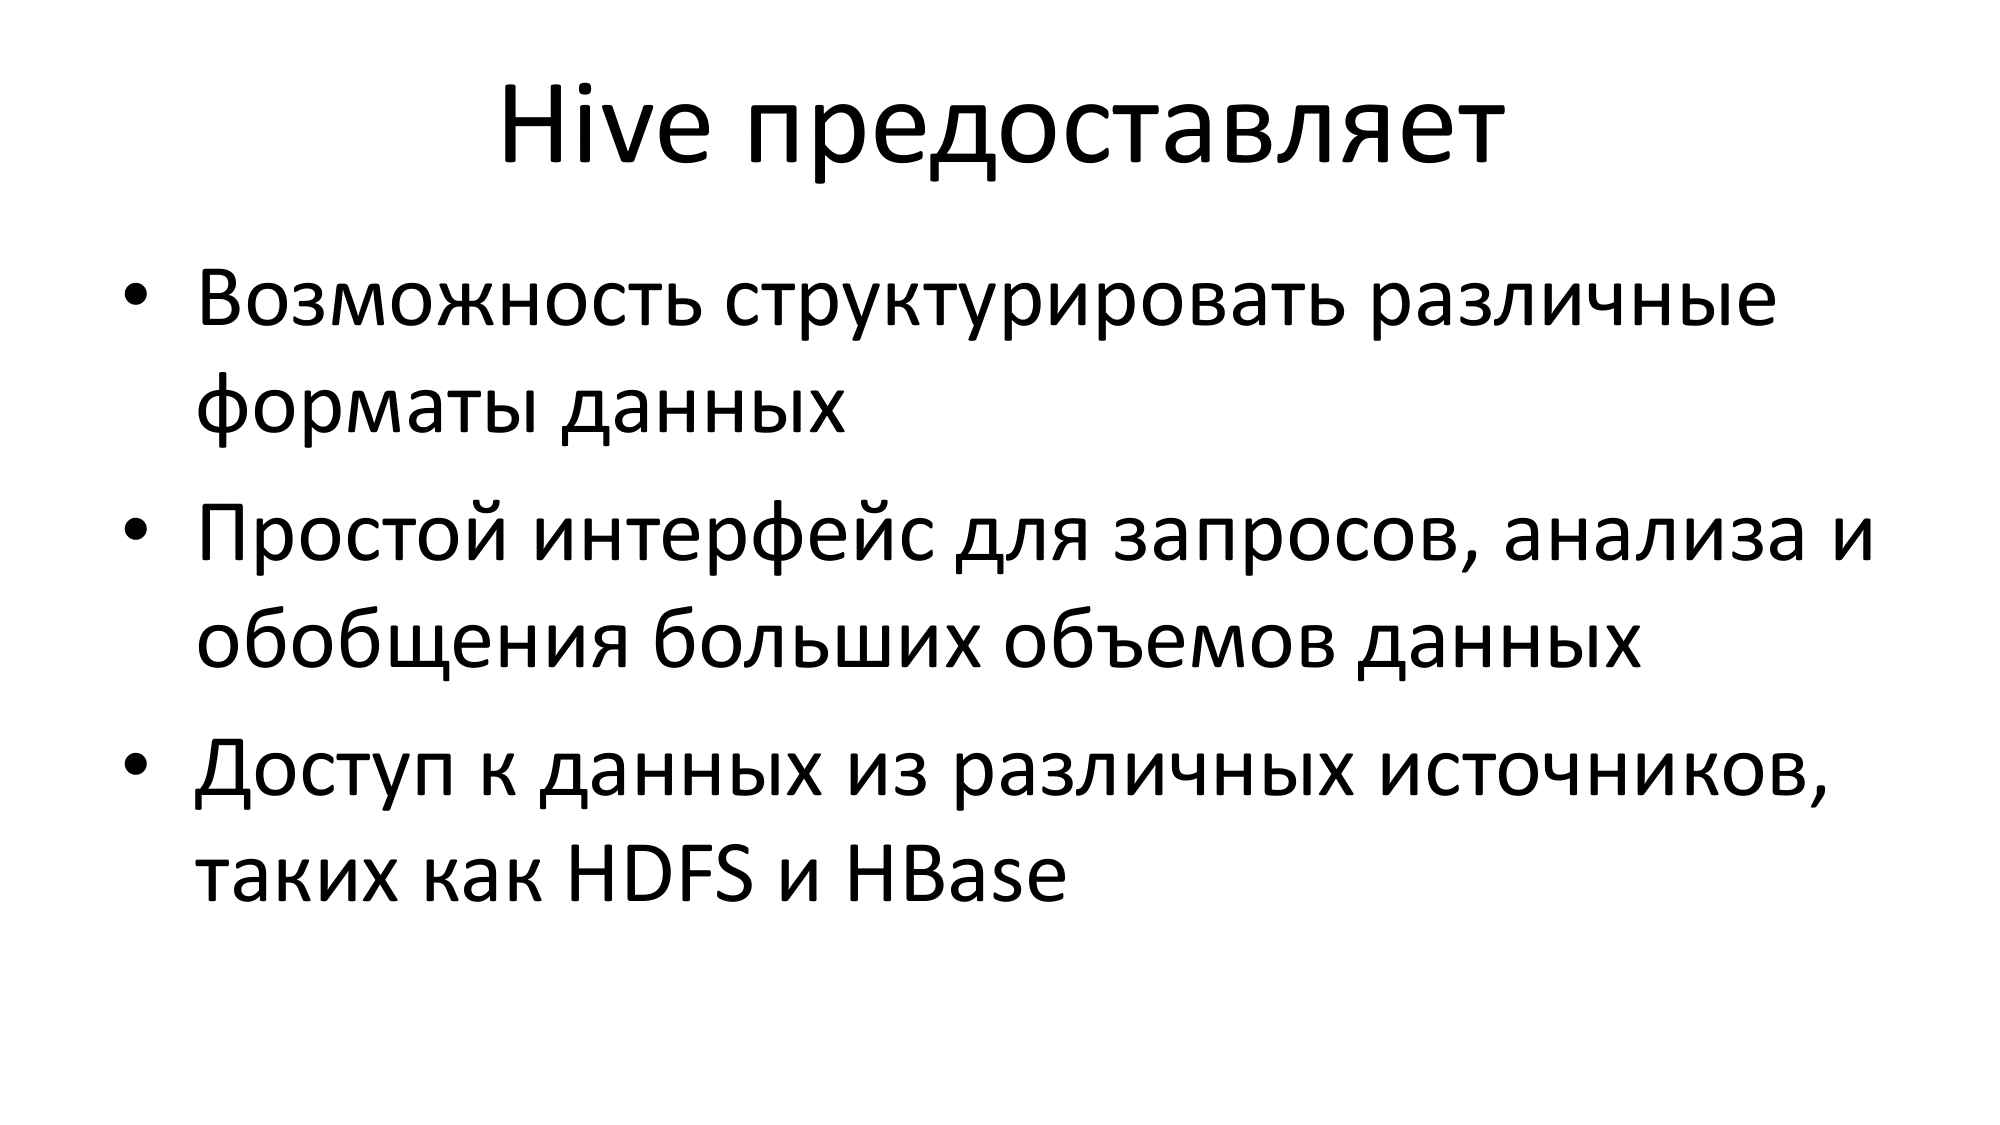 Hive предоставляет
• Возможность структурировать различные
форматы данных
• Простой интерфейс для запросов, анализа и
обобщения больших объемов данных
• Доступ к данных из различных источников,
таких как HDFS и HBase